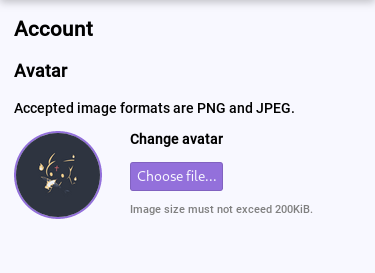 Account
Avatar
Accepted image formats are PNG and JPEG.
Change avatar
Choose file...
Image size must not exceed 200KiB.